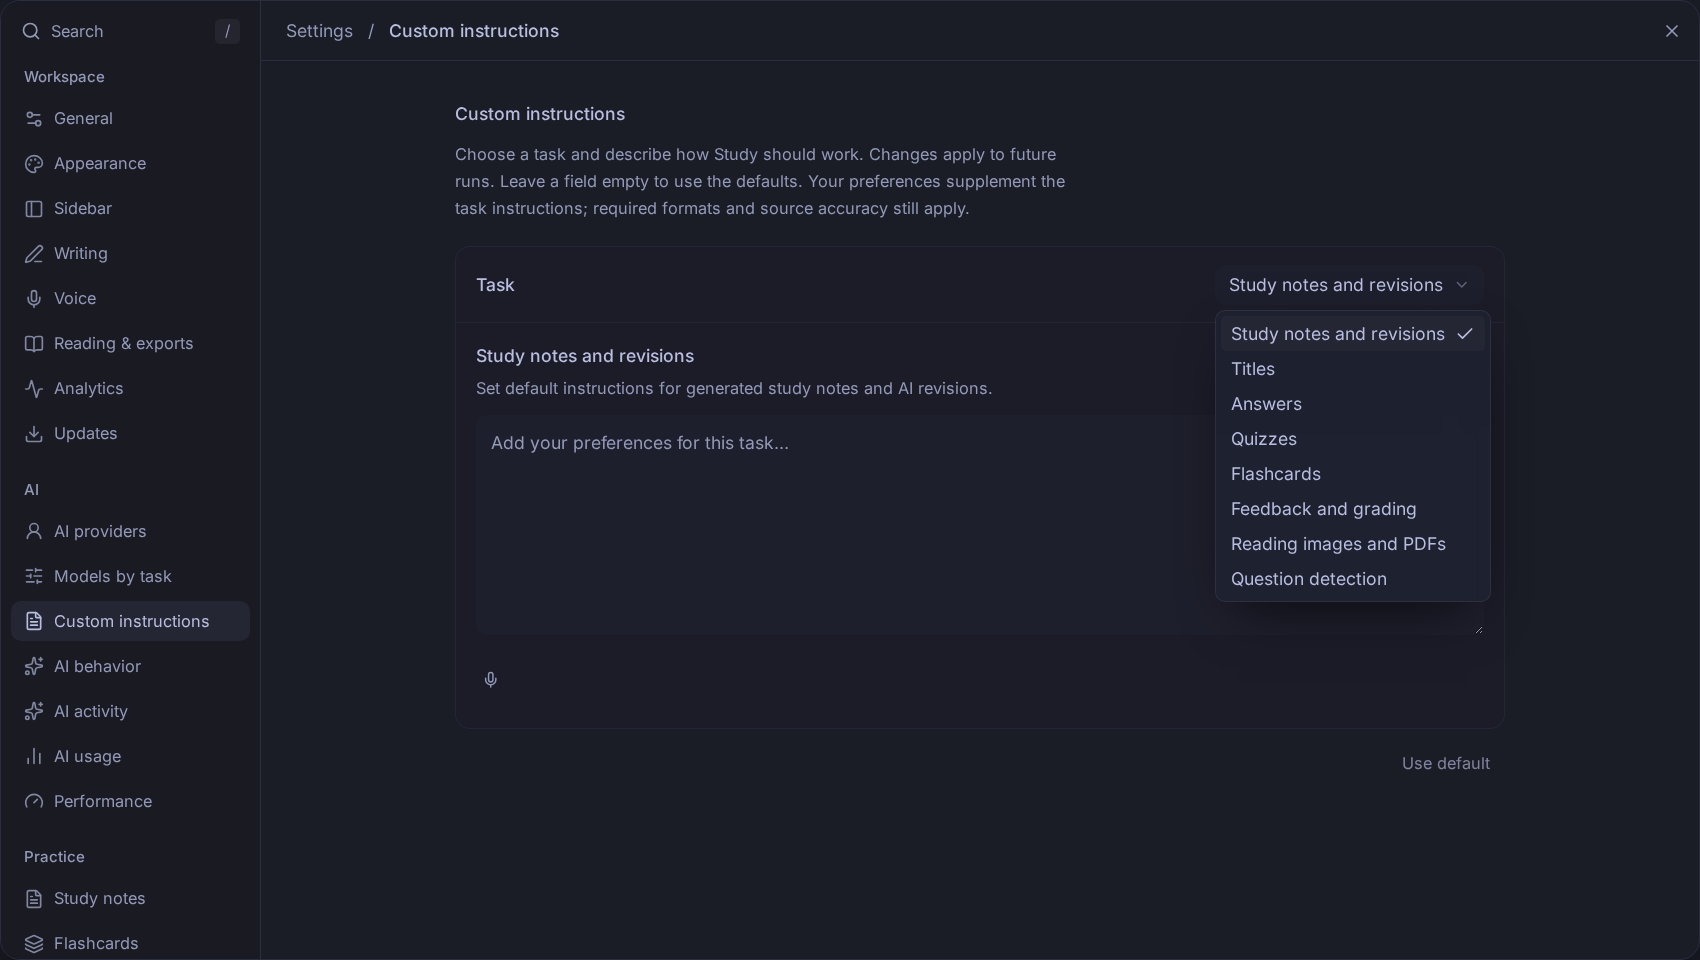 Search
/
Workspace
General
Appearance
Sidebar
Writing
Voice
Reading & exports
Analytics
Updates
AI
AI providers
Models by task
Custom instructions
AI behavior
AI activity
AI usage
Performance
Practice
Study notes
Flashcards
Settings / Custom instructions
Custom instructions
Choose a task and describe how Study should work. Changes apply to future
runs. Leave a field empty to use the defaults. Your preferences supplement the
task instructions; required formats and source accuracy still apply.
Task
Study notes and revisions
Study notes and revisions
Titles
Answers
Quizzes
Flashcards
Feedback and grading
Reading images and PDFs
Question detection
Study notes and revisions
Set default instructions for generated study notes and AI revisions.
Add your preferences for this task...
Use default